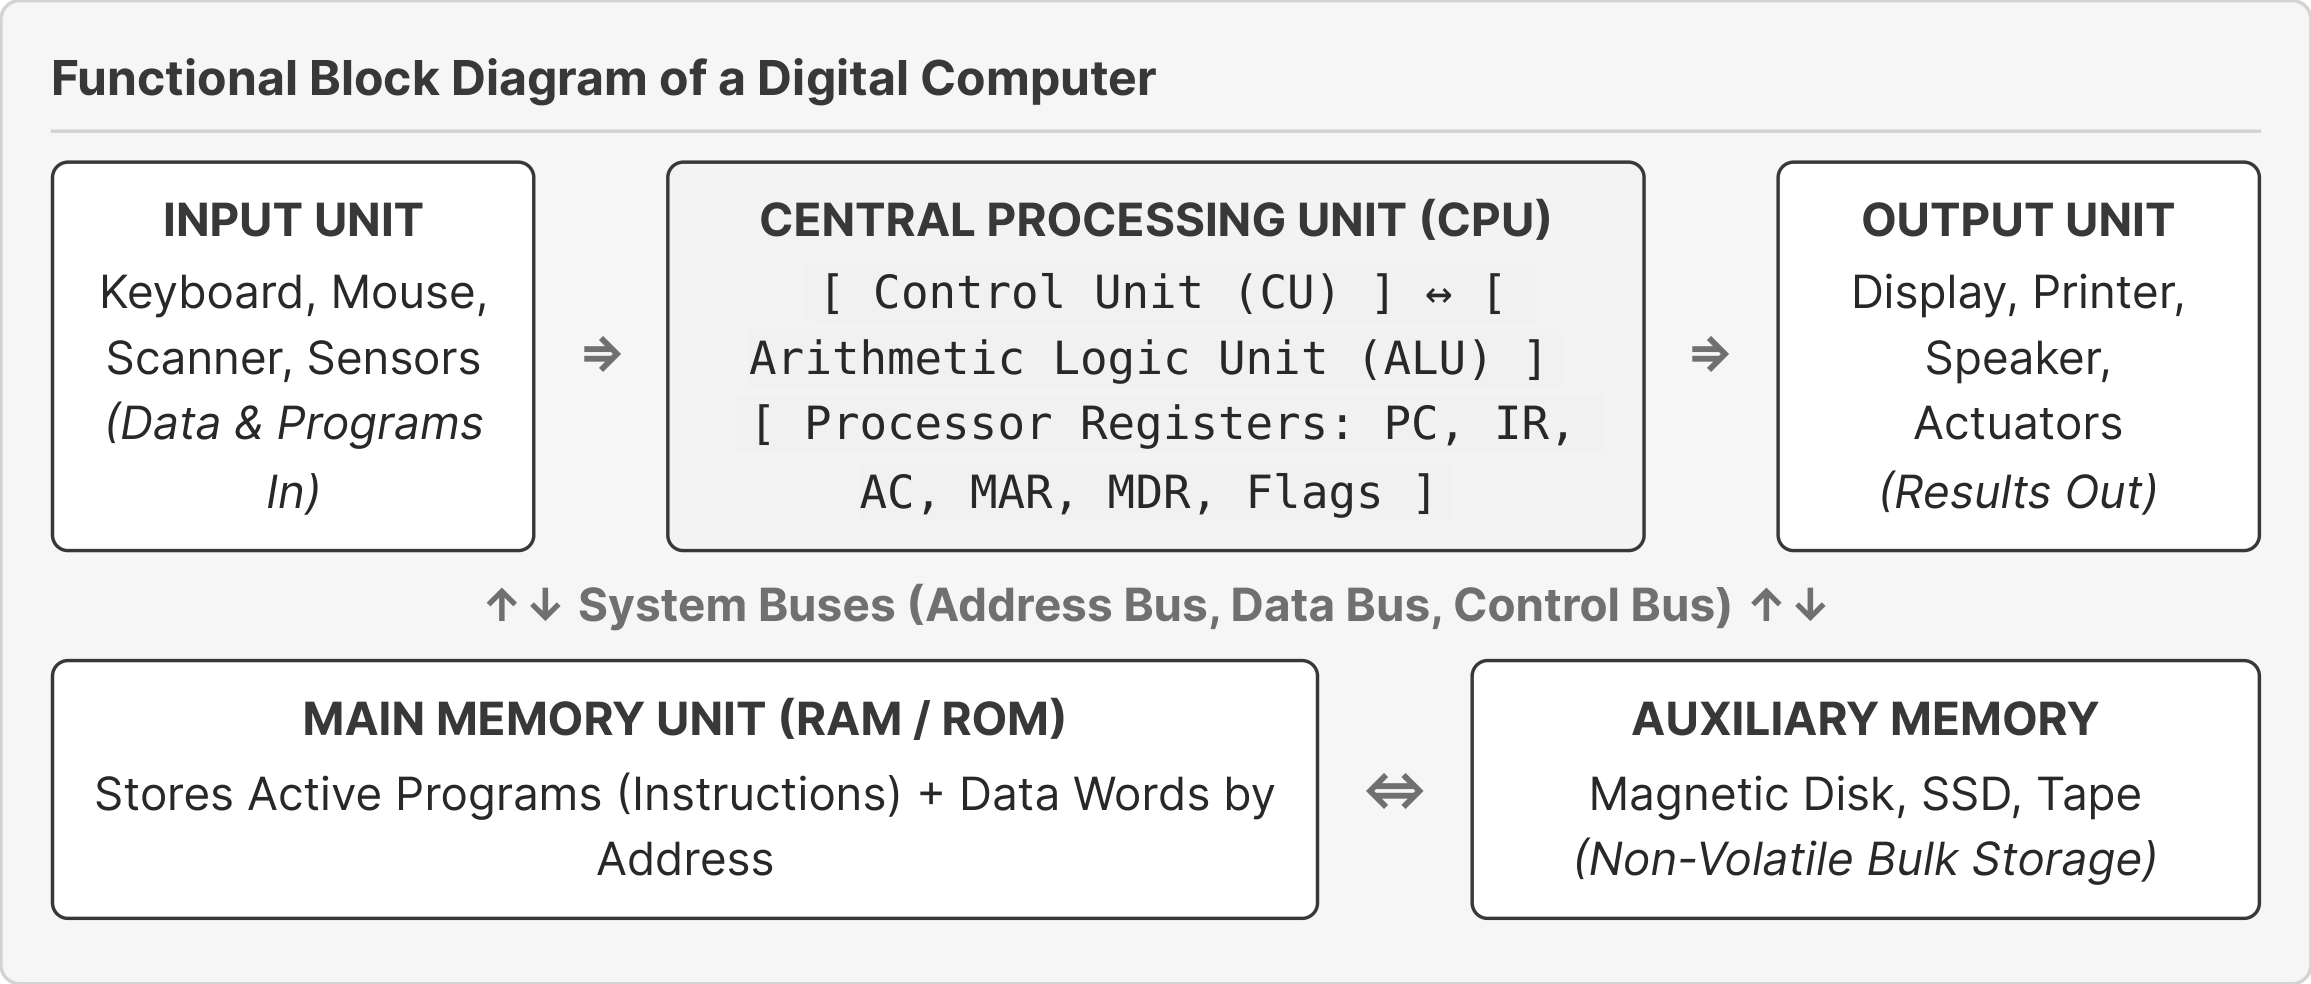 Functional Block Diagram of a Digital Computer
INPUT UNIT
Keyboard, Mouse,
Scanner, Sensors
(Data & Programs
In)
⇒
CENTRAL PROCESSING UNIT (CPU)
[ Control Unit (CU) ] ↔ [
Arithmetic Logic Unit (ALU) ]
[ Processor Registers: PC, IR,
AC, MAR, MDR, Flags ]
⇒
OUTPUT UNIT
Display, Printer,
Speaker,
Actuators
(Results Out)
↑↓ System Buses (Address Bus, Data Bus, Control Bus) ↑↓
MAIN MEMORY UNIT (RAM / ROM)
Stores Active Programs (Instructions) + Data Words by
Address
⇔
AUXILIARY MEMORY
Magnetic Disk, SSD, Tape
(Non-Volatile Bulk Storage)